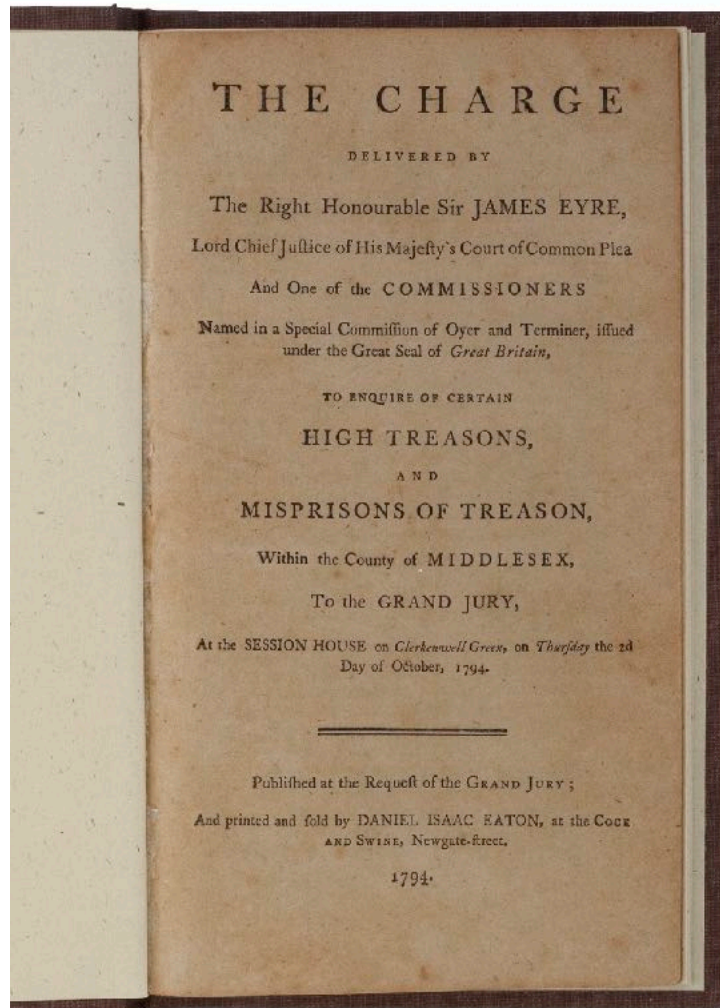 THE CHARGE
DELIVERED BY
The Right Honourable Sir JAMES EYRE,
Lord Chief Juſtice of His Majeſty's Court of Common Plea
And One of the COMMISSIONERS
Named in a Special Commiſſion of Oyer and Terminer, iſſued
under the Great Seal of Great Britain,
TO ENQUIRE OF CERTAIN
HIGH TREASONS,
AND
MISPRISONS OF TREASON,
Within the County of MIDDLESEX,
To the GRAND JURY,
At the SESSION HOUSE on Clerkenwell Green, on Thurſday the 2d
Day of October, 1794.
Publiſhed at the Requeſt of the GRAND JURY;
And printed and ſold by DANIEL ISAAC EATON, at the COCK
AND SWINE, Newgate-ſtreet.
1794.